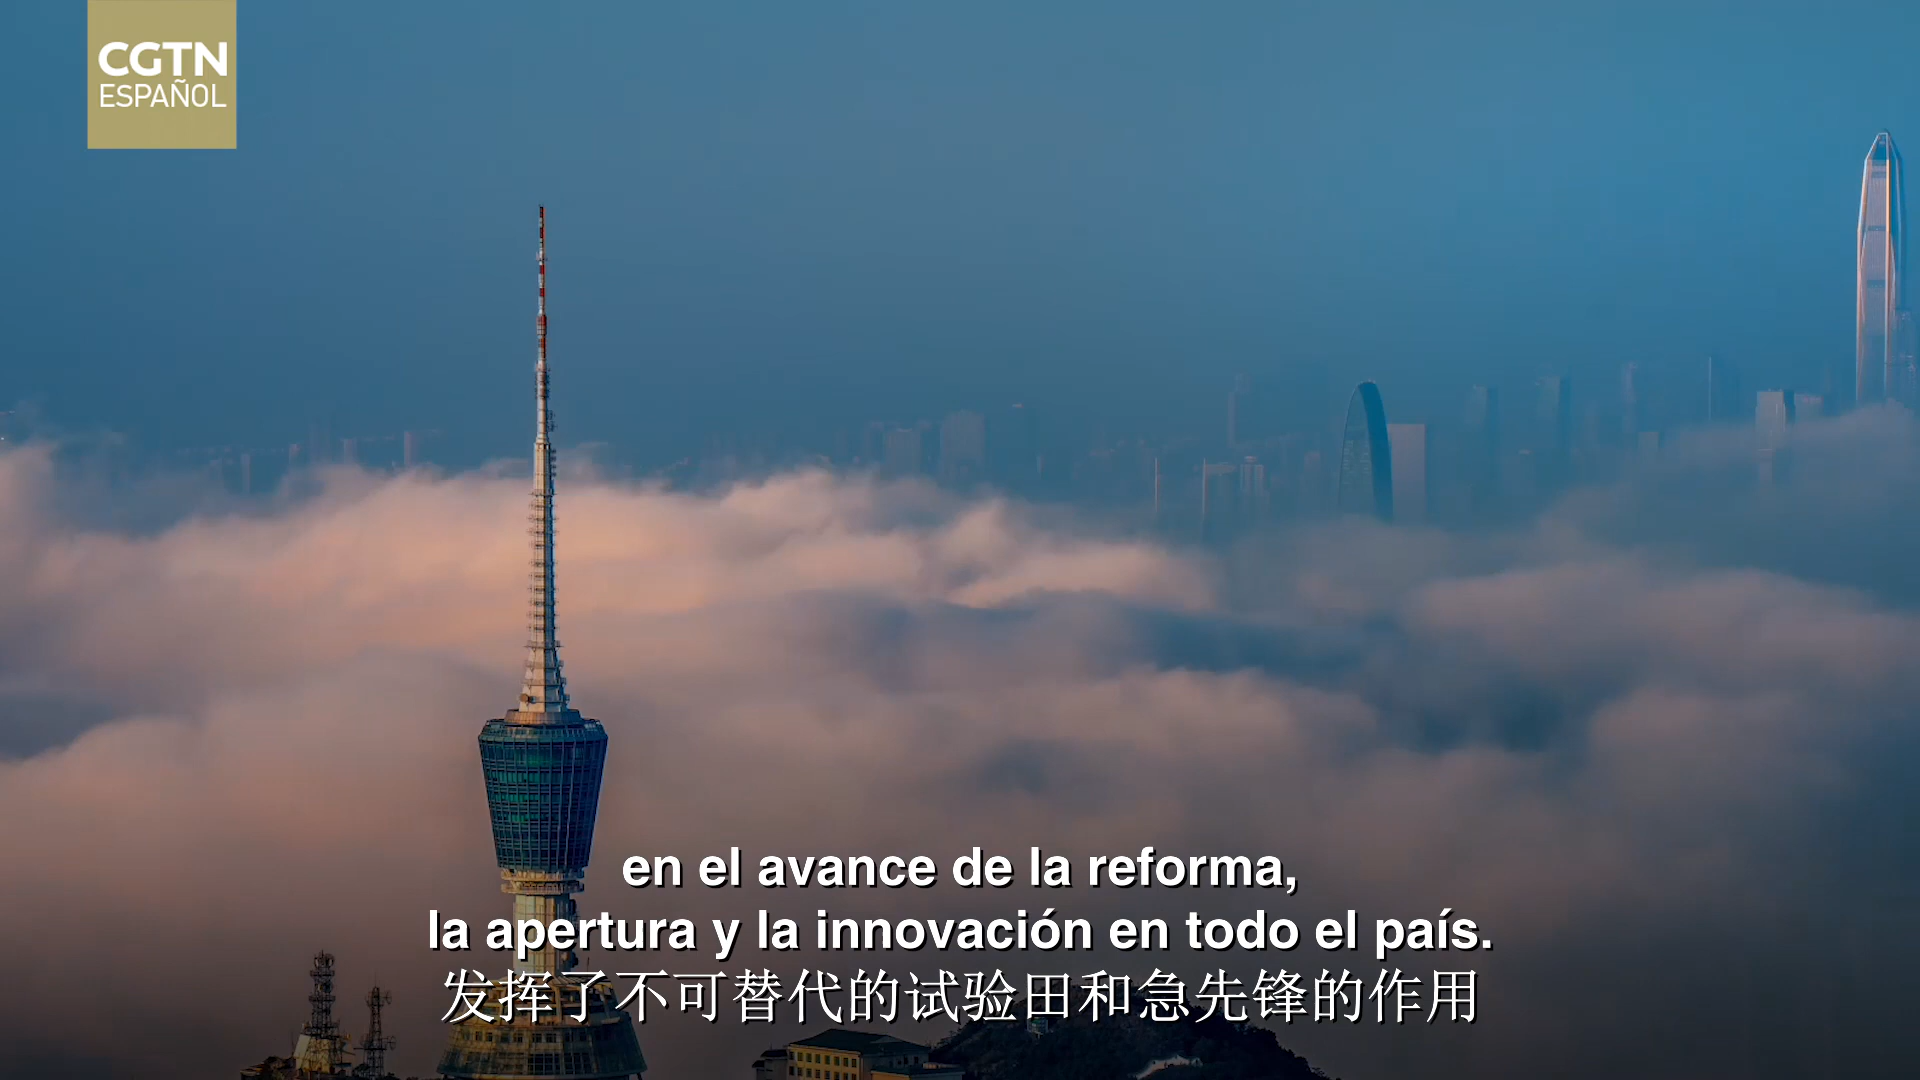 CGTN
ESPAÑOL
en el avance de la reforma,
la apertura y la innovación en todo el país.
发挥了不可替代的试验田和急先锋的作用